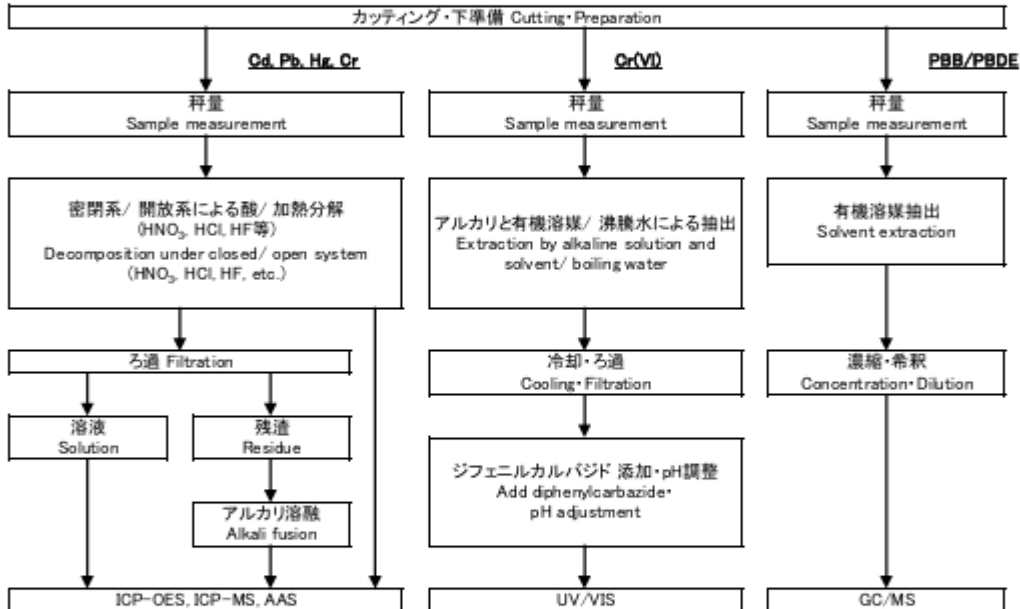 カッティング・下準備 Cutting・Preparation
Cd, Pb, Hg, Cr
Cr(VI)
PBB/PBDE
秤量
Sample measurement
秤量
Sample measurement
秤量
Sample measurement
密閉系/ 開放系による酸/ 加熱分解
(HNO₃, HCl, HF等)
Decomposition under closed/ open system
(HNO₃, HCl, HF, etc.)
アルカリと有機溶媒/ 沸騰水による抽出
Extraction by alkaline solution and
solvent/ boiling water
有機溶媒抽出
Solvent extraction
ろ過 Filtration
冷却・ろ過
Cooling・Filtration
濃縮・希釈
Concentration・Dilution
溶液
Solution
残渣
Residue
ジフェニルカルバジド 添加・pH調整
Add diphenylcarbazide・
pH adjustment
アルカリ溶融
Alkali fusion
ICP-OES, ICP-MS, AAS
UV/VIS
GC/MS